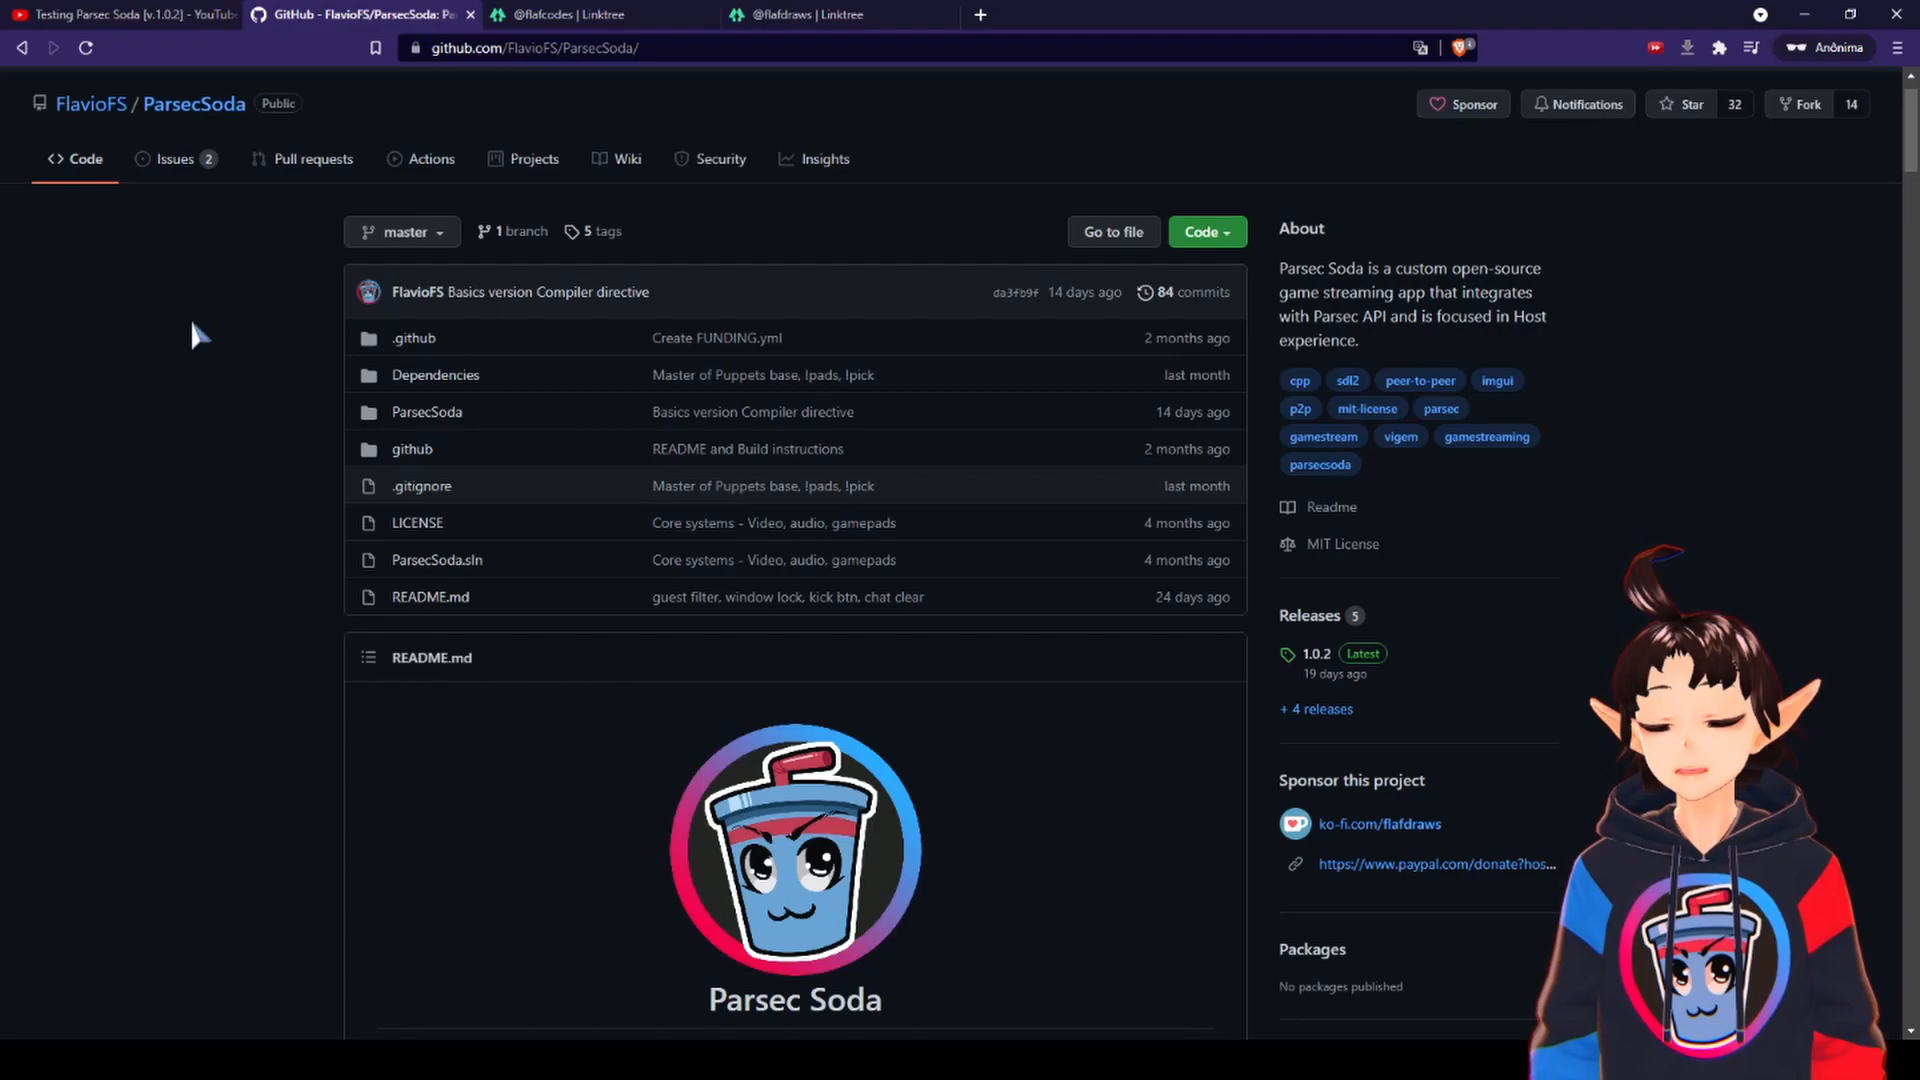 Testing Parsec Soda [v.1.0.2] - YouTube
GitHub - FlavioFS/ParsecSoda: Pa
@flafcodes | Linktree
@flafdraws | Linktree
github.com/FlavioFS/ParsecSoda/
Anônima
FlavioFS / ParsecSoda Public
Sponsor
Notifications
Star 32
Fork 14
Code
Issues 2
Pull requests
Actions
Projects
Wiki
Security
Insights
master
1 branch
5 tags
Go to file
Code
FlavioFS Basics version Compiler directive da3fb9f 14 days ago 84 commits
.github Create FUNDING.yml 2 months ago
Dependencies Master of Puppets base, !pads, !pick last month
ParsecSoda Basics version Compiler directive 14 days ago
github README and Build instructions 2 months ago
.gitignore Master of Puppets base, !pads, !pick last month
LICENSE Core systems - Video, audio, gamepads 4 months ago
ParsecSoda.sln Core systems - Video, audio, gamepads 4 months ago
README.md guest filter, window lock, kick btn, chat clear 24 days ago
README.md
Parsec Soda
About
Parsec Soda is a custom open-source
game streaming app that integrates
with Parsec API and is focused in Host
experience.
cpp sdl2 peer-to-peer imgui
p2p mit-license parsec
gamestream vigem gamestreaming
parsecsoda
Readme
MIT License
Releases 5
1.0.2 Latest
19 days ago
+ 4 releases
Sponsor this project
ko-fi.com/flafdraws
https://www.paypal.com/donate?hos...
Packages
No packages published